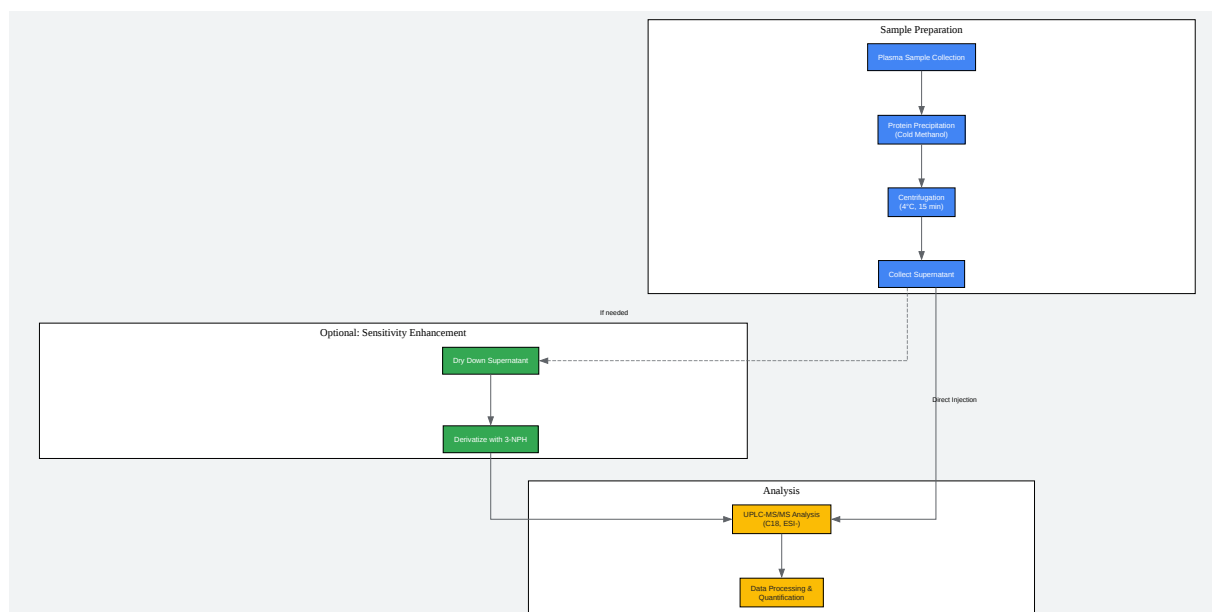 Sample Preparation
Plasma Sample Collection
Protein Precipitation
(Cold Methanol)
Centrifugation
(4°C, 15 min)
Collect Supernatant
If needed
Optional: Sensitivity Enhancement
Dry Down Supernatant
Direct Injection
Derivatize with 3-NPH
Analysis
UPLC-MS/MS Analysis
(C18, ESI-)
Data Processing &
Quantification